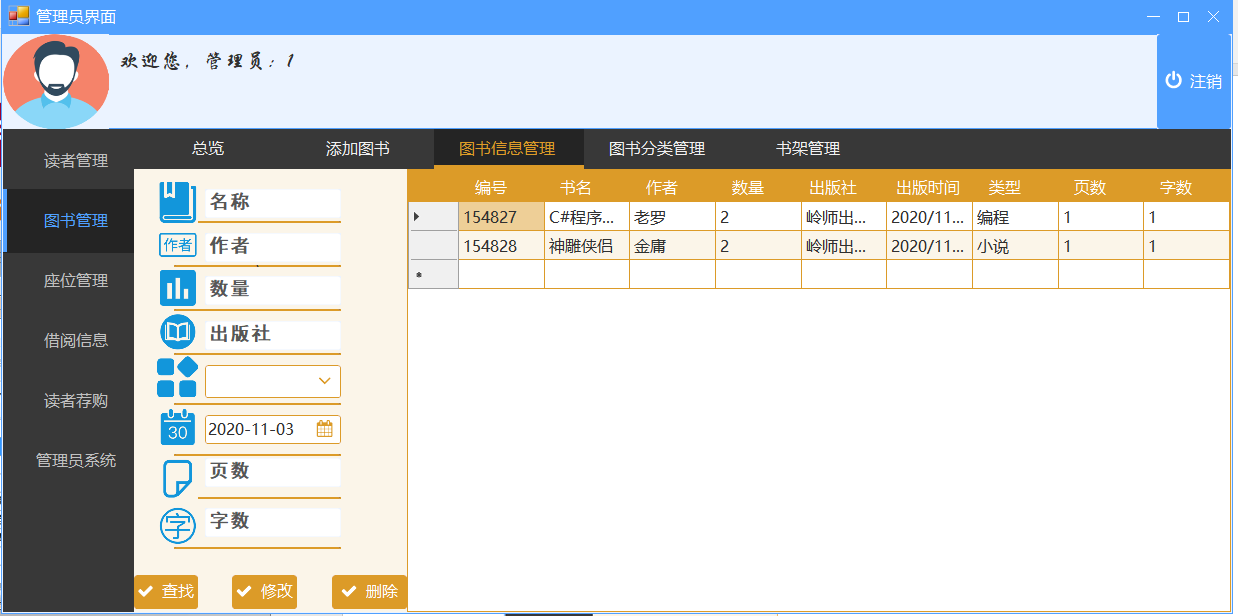 管理员界面
欢迎您，管理员：1
注销
读者管理
图书管理
座位管理
借阅信息
读者荐购
管理员系统
总览 添加图书 图书信息管理 图书分类管理 书架管理
名称
作者 作者
数量
出版社
30 2020-11-03
页数
字 字数
查找 修改 删除
编号 书名 作者 数量 出版社 出版时间 类型 页数 字数
154827 C#程序... 老罗 2 岭师出... 2020/11... 编程 1 1
154828 神雕侠侣 金庸 2 岭师出... 2020/11... 小说 1 1